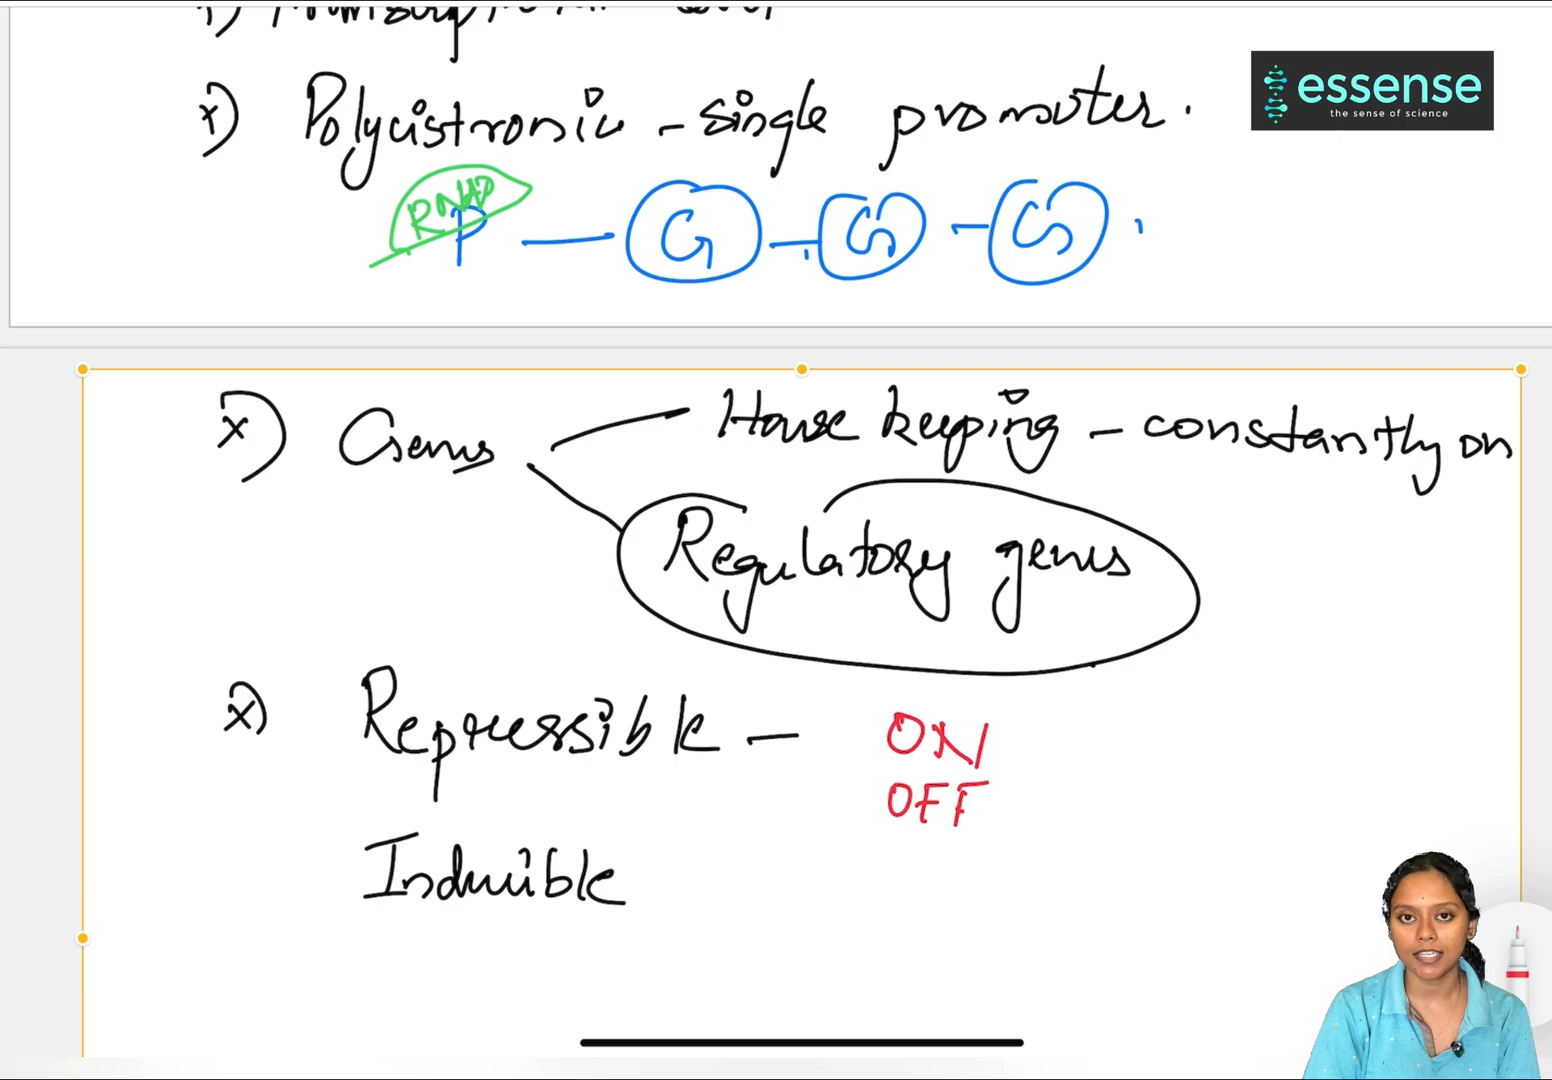 essense
the sense of science
x) Polycistronic - single promoter.
RNAP
P - G - G - G
x) Genes
House keeping - constantly on
Regulatory genes
x) Repressible - ON
OFF
Inducible